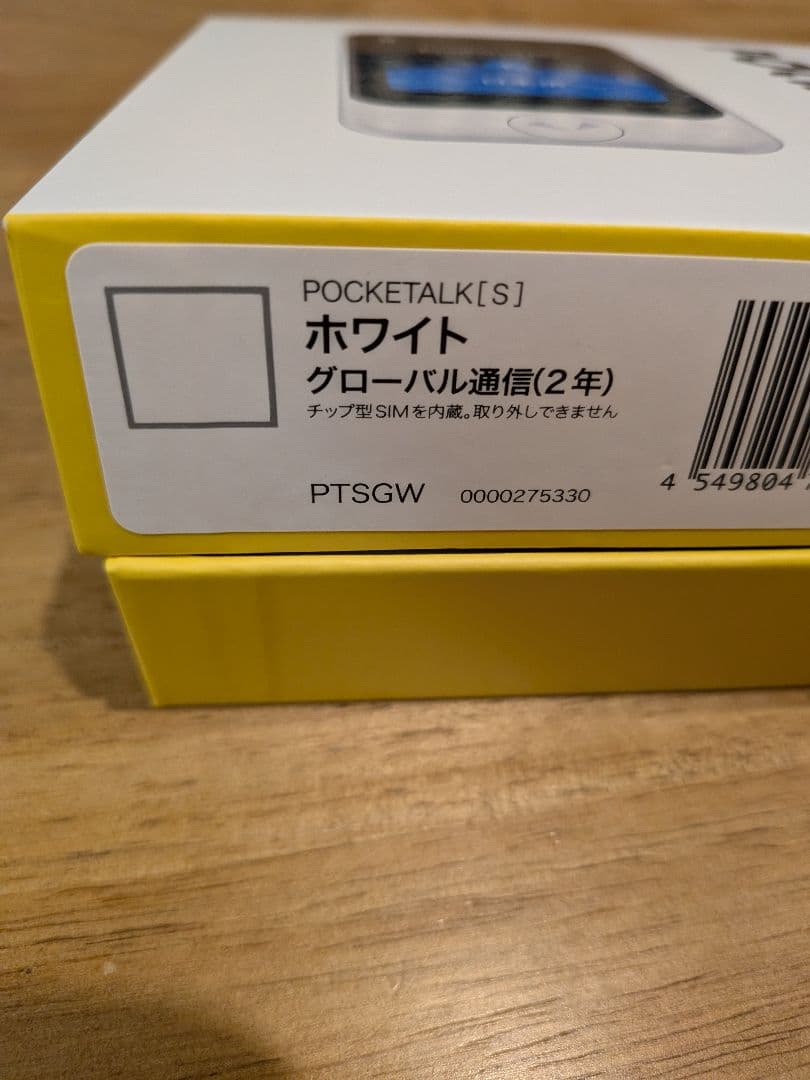 POCKETALK[S]
ホワイト
グローバル通信(2年)
チップ型SIMを内蔵。取り外しできません
PTSGW 0000275330
4 549804